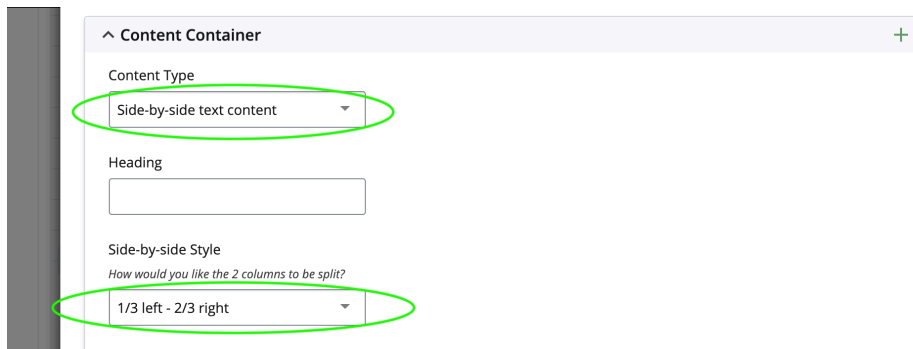 Content Container
Content Type
Side-by-side text content
Heading
Side-by-side Style
How would you like the 2 columns to be split?
1/3 left - 2/3 right